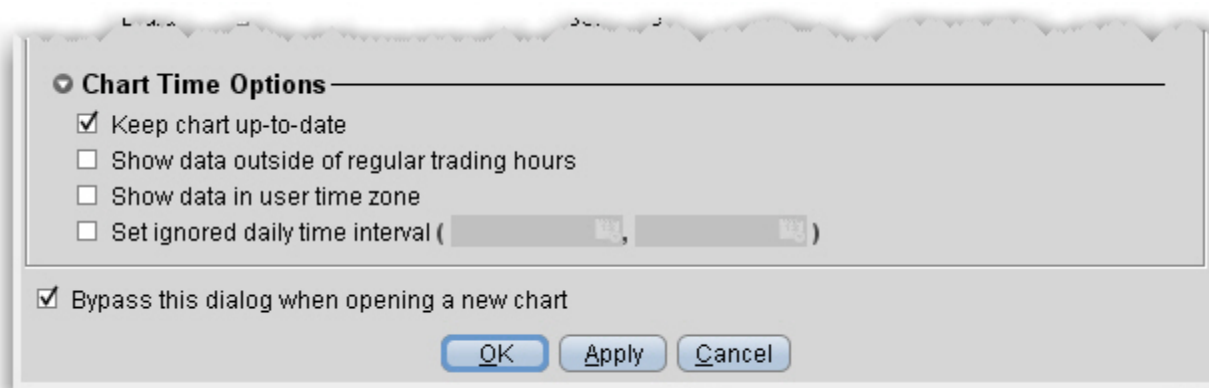 Chart Time Options
Keep chart up-to-date
Show data outside of regular trading hours
Show data in user time zone
Set ignored daily time interval ( , )
Bypass this dialog when opening a new chart
OK Apply Cancel